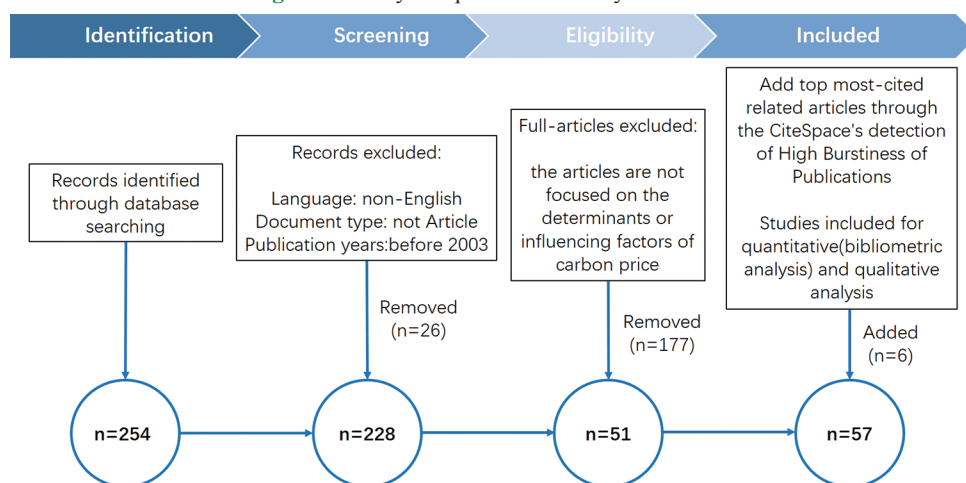 Identification
Screening
Eligibility
Included
Records identified
through database
searching
Records excluded:
Language: non-English
Document type: not Article
Publication years:before 2003
Full-articles excluded:
the articles are not
focused on the
determinants or
influencing factors of
carbon price
Add top most-cited
related articles through
the CiteSpace's detection
of High Burstiness of
Publications
Studies included for
quantitative(bibliometric
analysis) and qualitative
analysis
Removed
(n=26)
Removed
(n=177)
Added
(n=6)
n=254
n=228
n=51
n=57